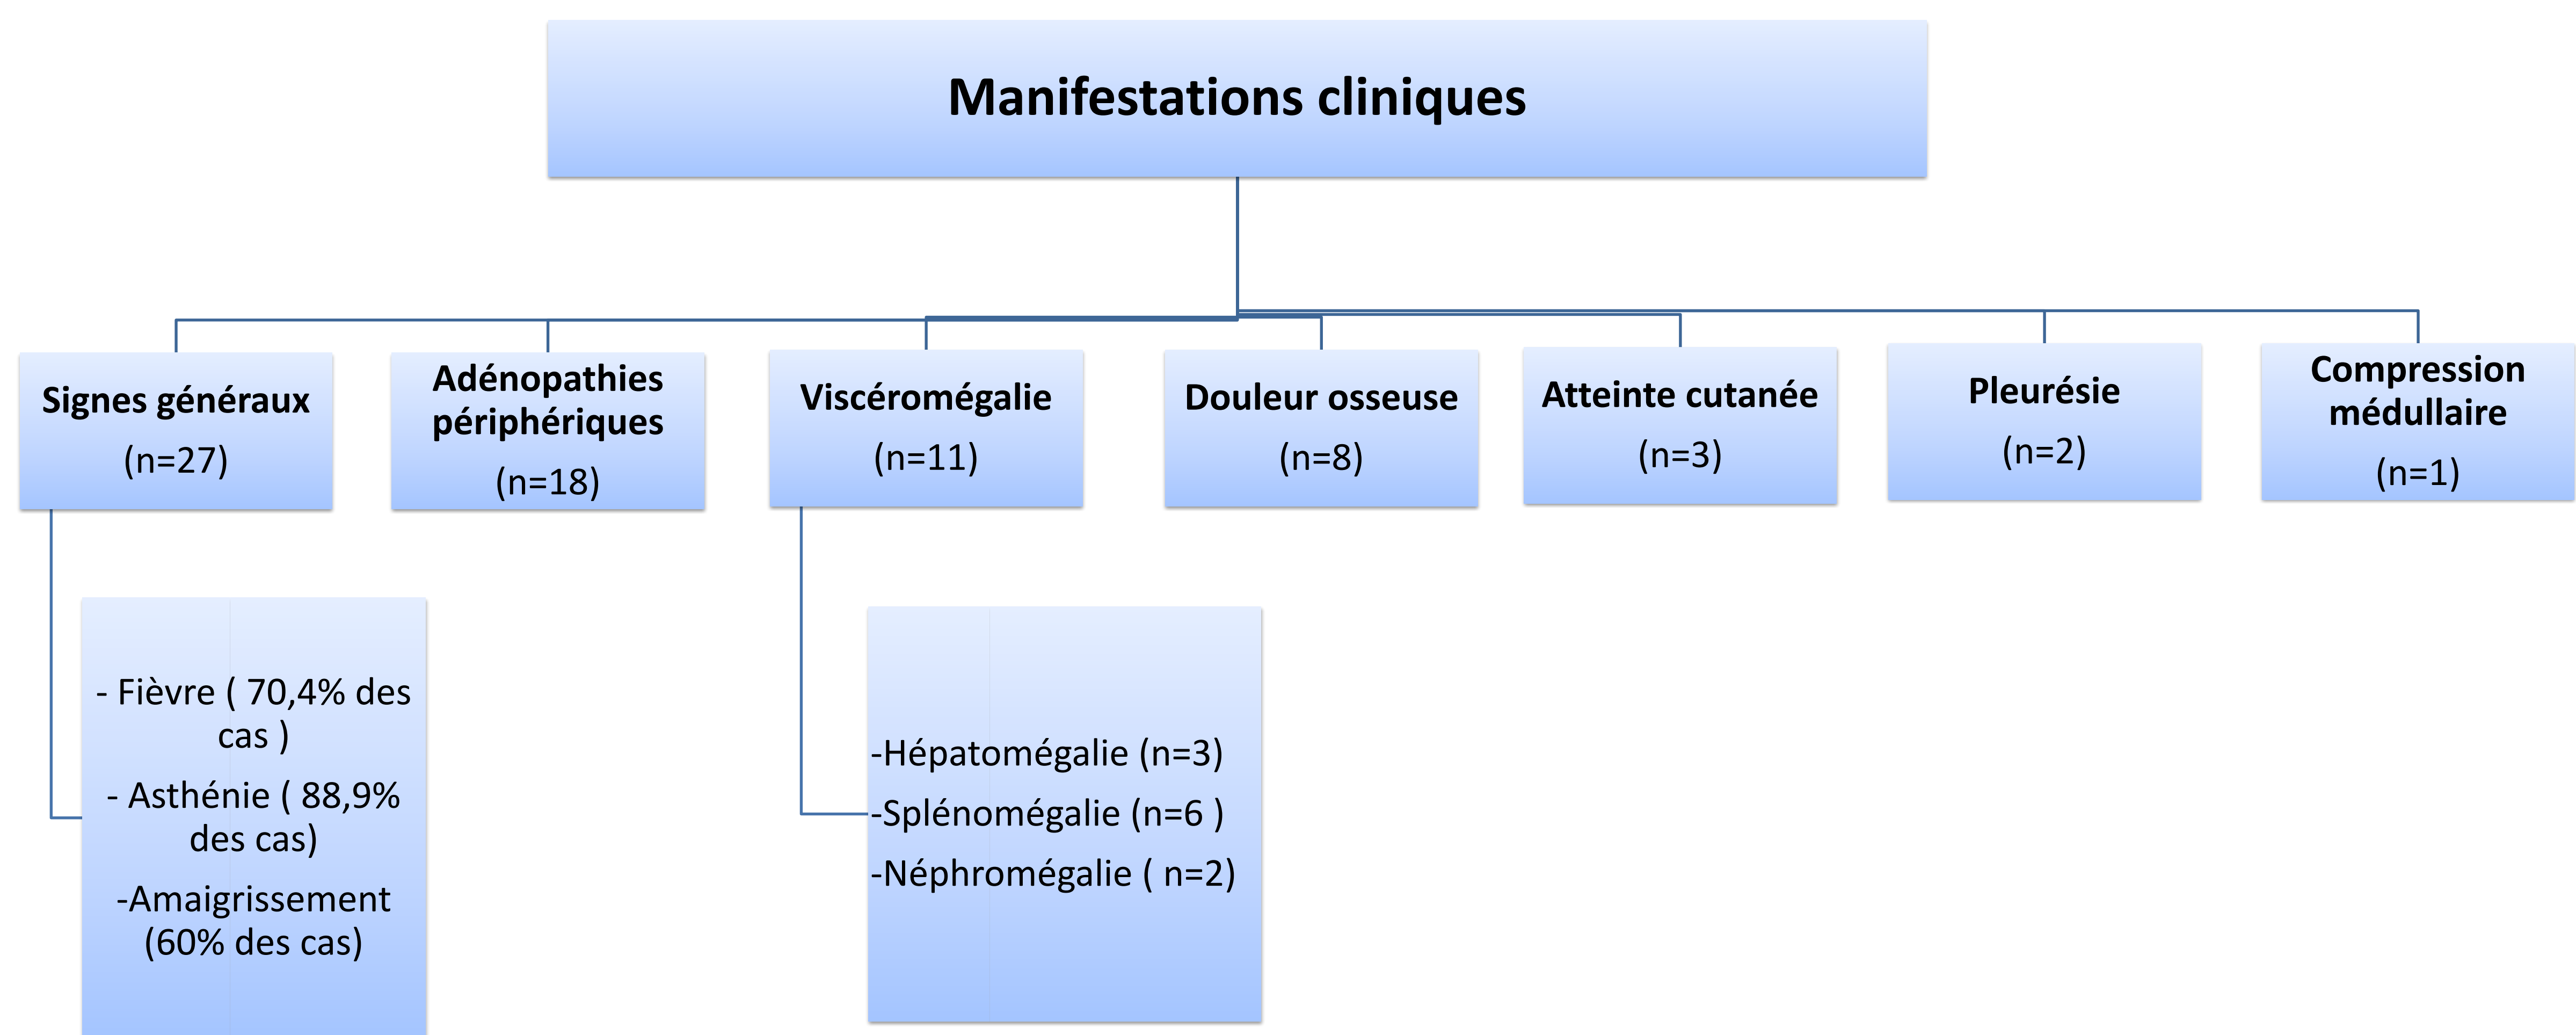 Manifestations cliniques
Signes généraux
(n=27)
Adénopathies
périphériques
(n=18)
Viscéromégalie
(n=11)
Douleur osseuse
(n=8)
Atteinte cutanée
(n=3)
Pleurésie
(n=2)
Compression
médullaire
(n=1)
- Fièvre ( 70,4% des
cas )
- Asthénie ( 88,9%
des cas)
-Amaigrissement
(60% des cas)
-Hépatomégalie (n=3)
-Splénomégalie (n=6 )
-Néphromégalie ( n=2)